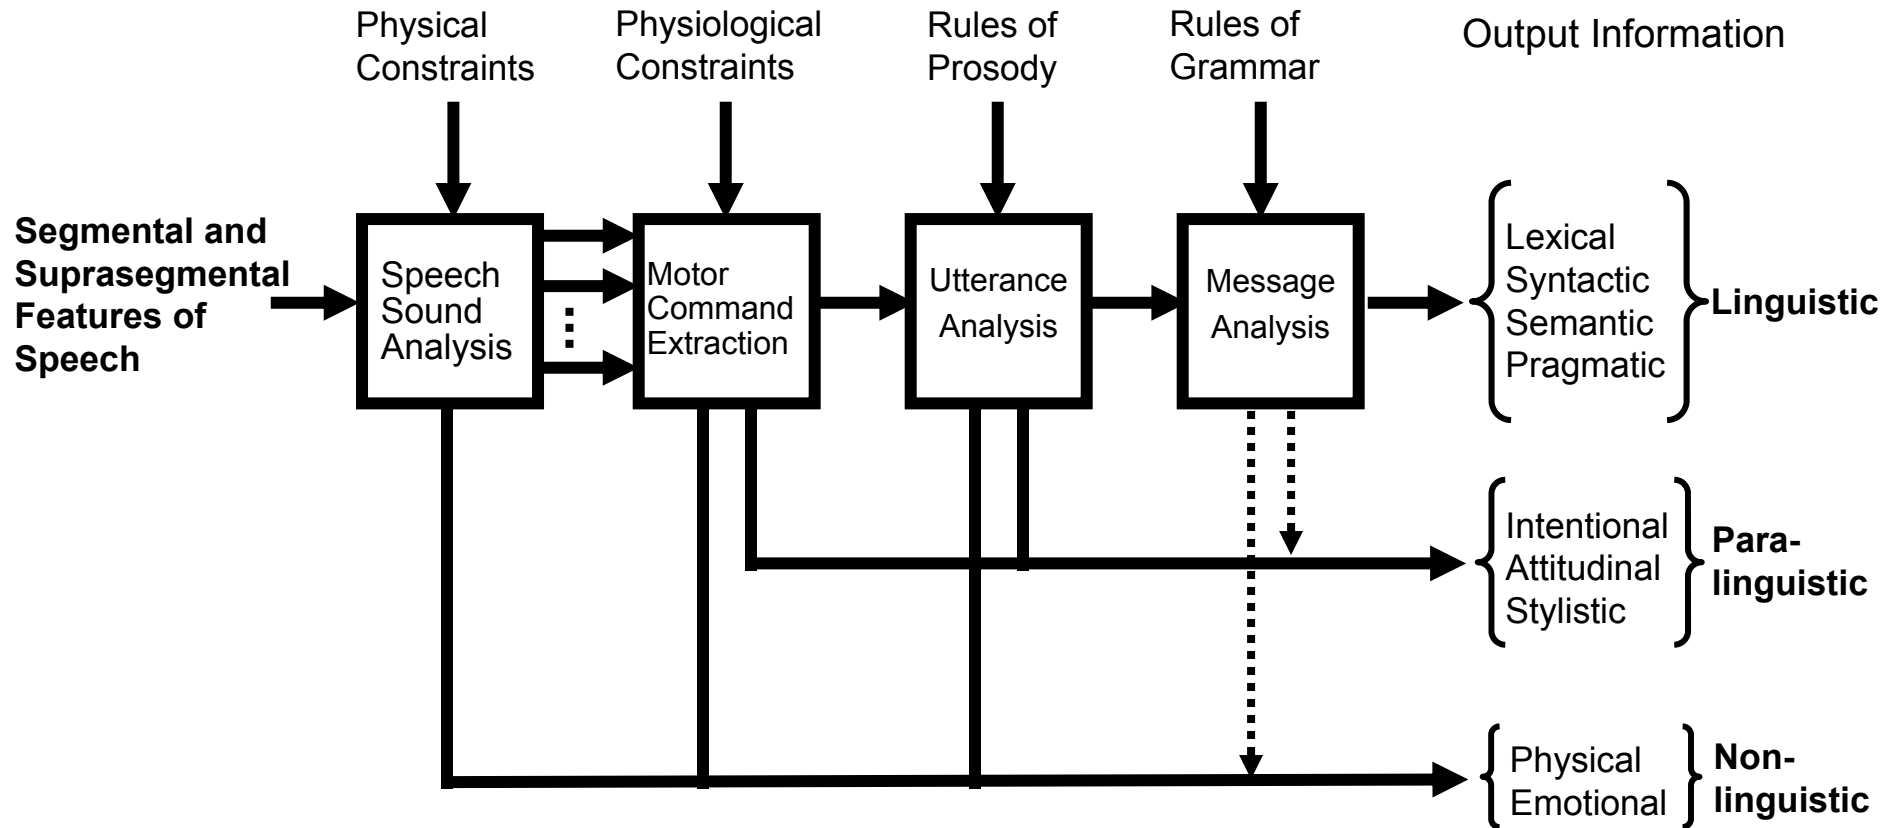 Physical
Constraints
Physiological
Constraints
Rules of
Prosody
Rules of
Grammar
Output Information
Segmental and
Suprasegmental
Features of
Speech
Speech
Sound
Analysis
Motor
Command
Extraction
Utterance
Analysis
Message
Analysis
Lexical
Syntactic
Semantic
Pragmatic
Linguistic
Intentional
Attitudinal
Stylistic
Para-
linguistic
Physical
Emotional
Non-
linguistic